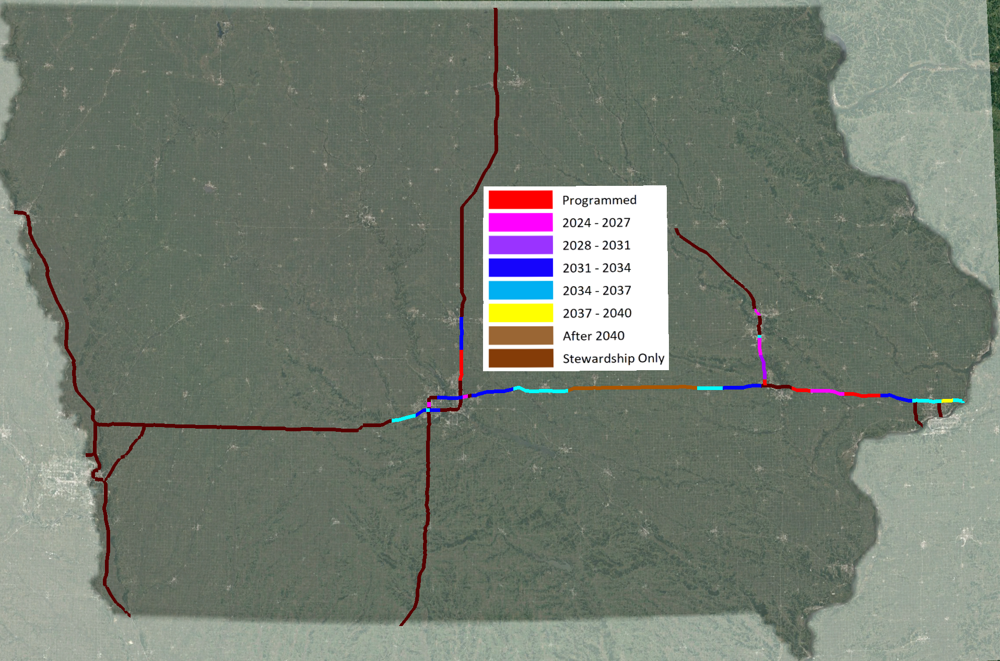 Programmed
2024 - 2027
2028 - 2031
2031 - 2034
2034 - 2037
2037 - 2040
After 2040
Stewardship Only